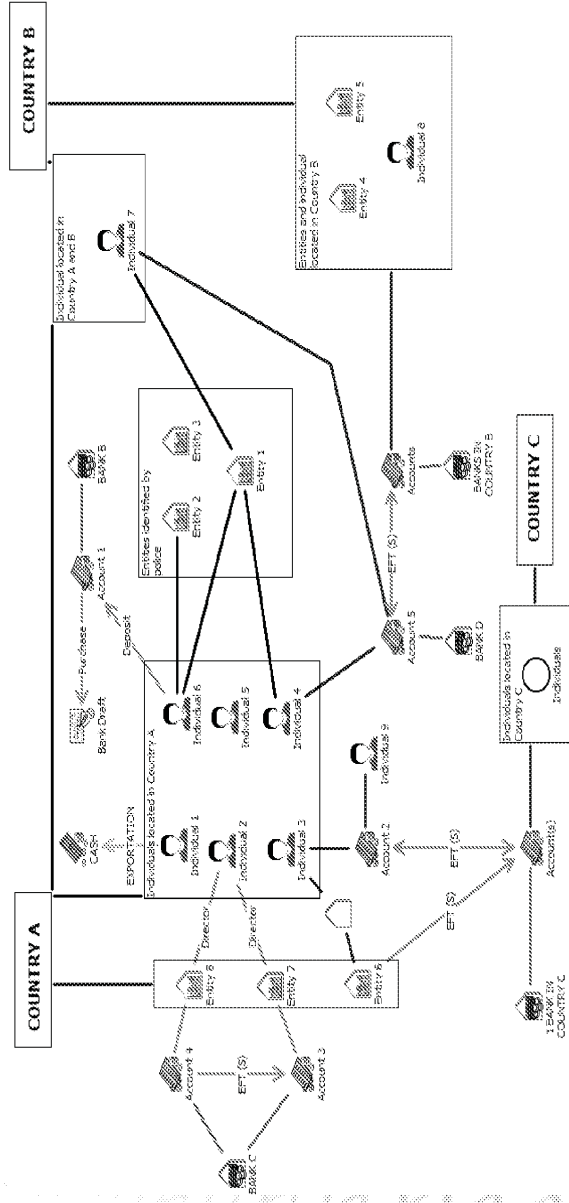 COUNTRY A
COUNTRY B
Individual located in
Country A and B
Individual 7
BANK B
Account 1
Purchase
Bank Draft
Deposit
CASH
EXPORTATION
Individuals located in Country A
Individual 1
Individual 6
Individual 2
Individual 5
Individual 3
Individual 4
Entities identified by
police
Entity 2
Entity 3
Entity 1
Entities and individual
located in Country B
Entity 4
Entity 5
Individual 8
Director
Director
Entity 8
Entity 7
Entity 6
Account 4
EFT (S)
Account 3
BANK C
Account 2
Individual 9
Account 5
BANK D
EFT (S)
Accounts
BANKS IN
COUNTRY B
EFT (S)
EFT (S)
Account(s)
1 BANK IN
COUNTRY C
Individuals located in
Country C
Individuals
COUNTRY C